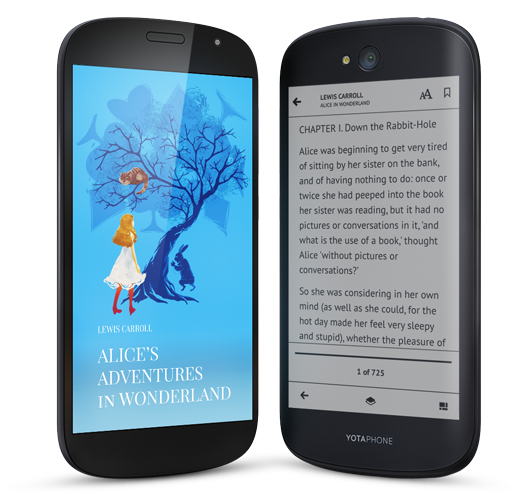 LEWIS CARROLL
ALICE'S
ADVENTURES
IN WONDERLAND
LEWIS CARROLL
ALICE IN WONDERLAND
AA
CHAPTER I. Down the Rabbit-Hole
Alice was beginning to get very tired
of sitting by her sister on the bank,
and of having nothing to do: once or
twice she had peeped into the book
her sister was reading, but it had no
pictures or conversations in it, 'and
what is the use of a book,' thought
Alice 'without pictures or
conversations?'
So she was considering in her own
mind (as well as she could, for the
hot day made her feel very sleepy
and stupid), whether the pleasure of
1 of 725
YOTAPHONE